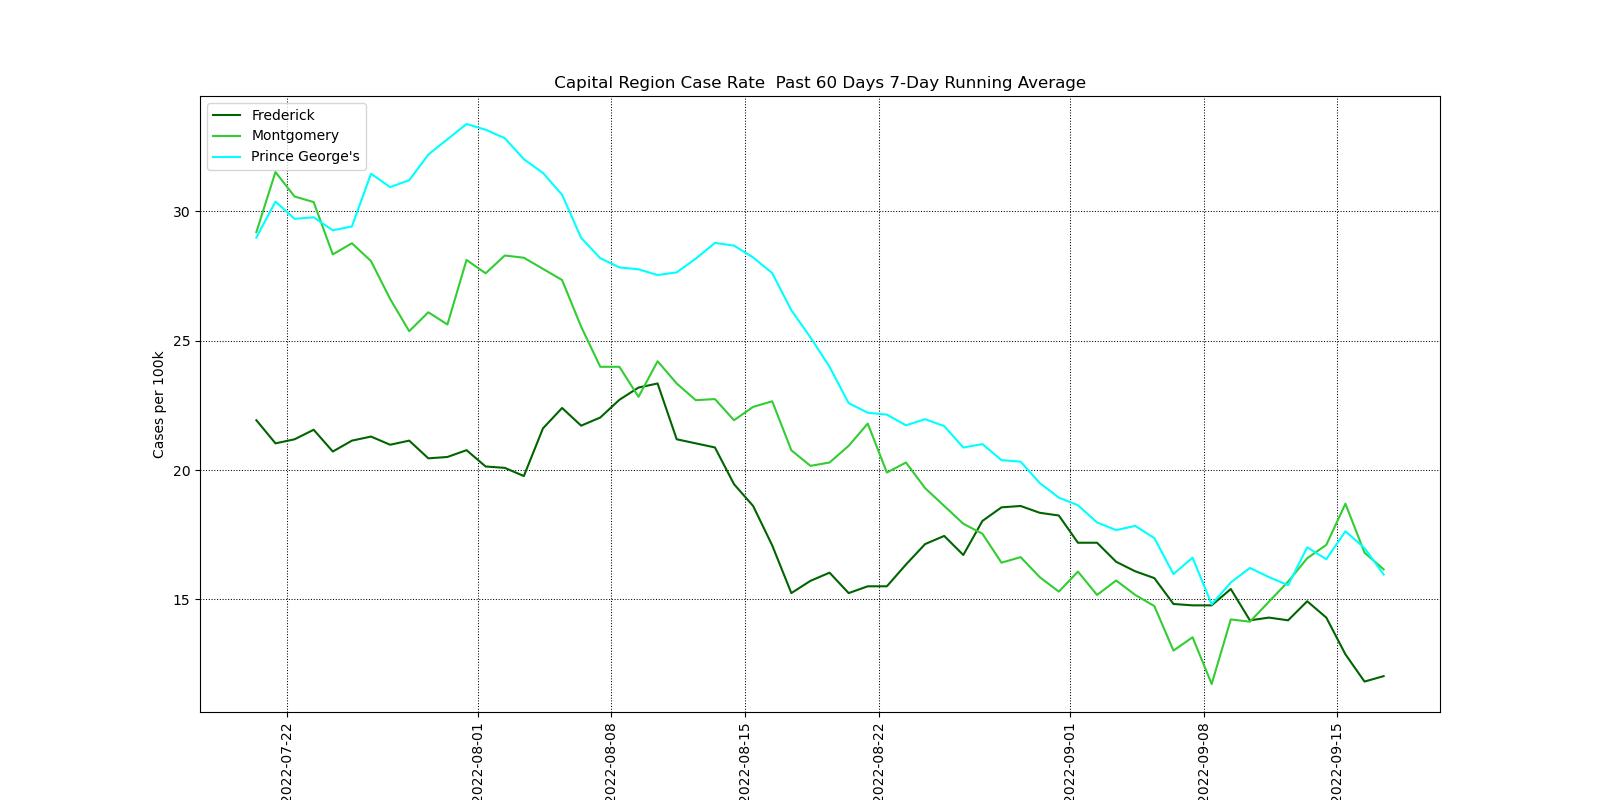 Capital Region Case Rate  Past 60 Days 7-Day Running Average
Frederick
Montgomery
Prince George's
Cases per 100k
30
25
20
15
2022-07-22
2022-08-01
2022-08-08
2022-08-15
2022-08-22
2022-09-01
2022-09-08
2022-09-15